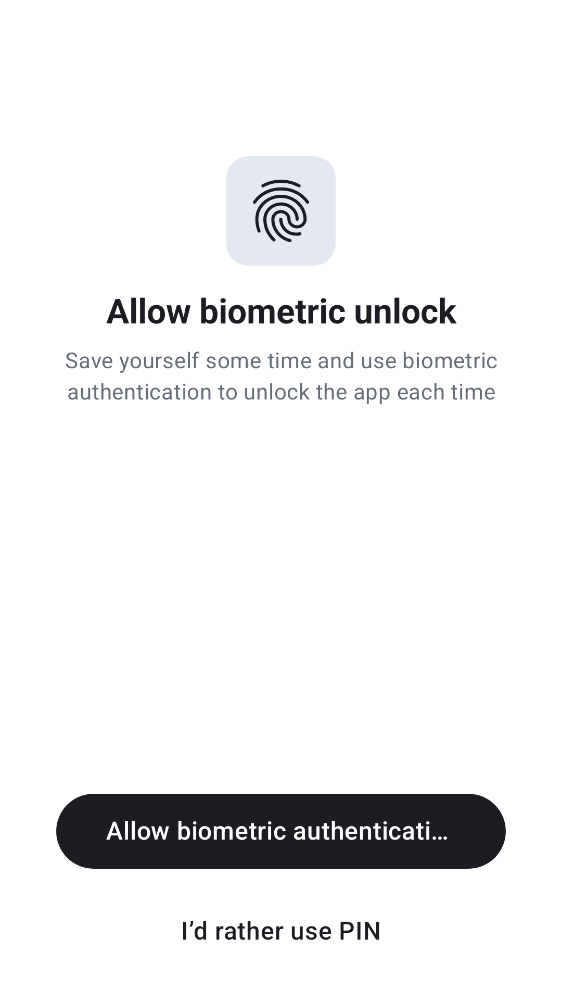 Allow biometric unlock
Save yourself some time and use biometric
authentication to unlock the app each time
Allow biometric authenticati…
I’d rather use PIN